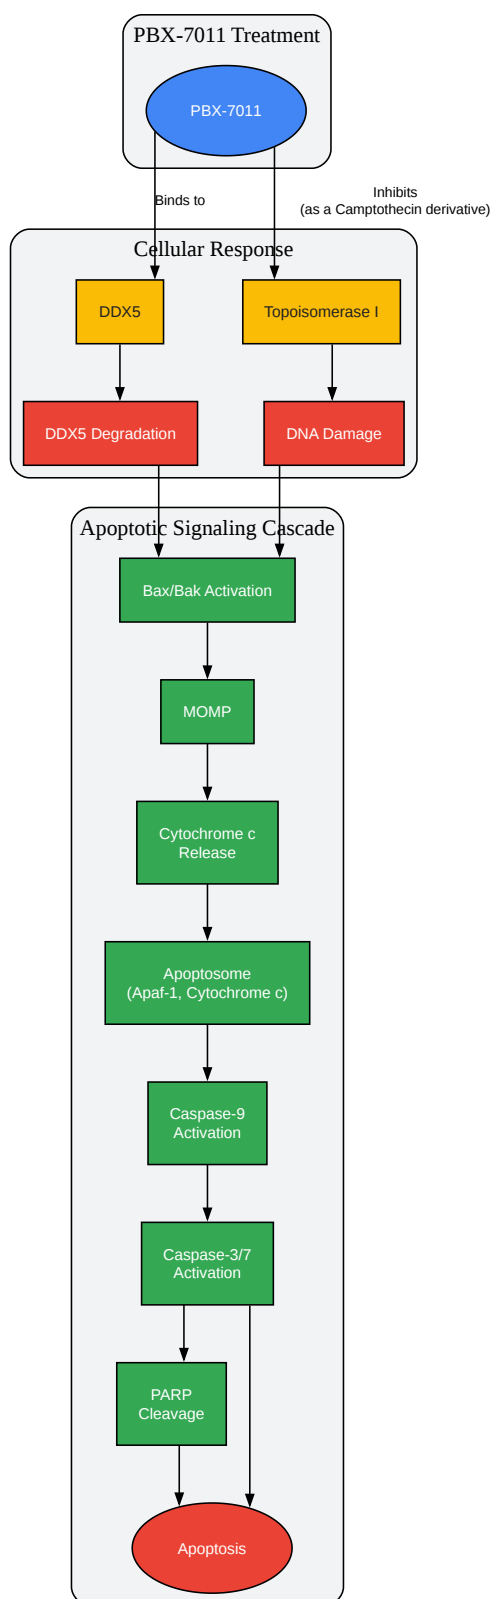 PBX-7011 Treatment
PBX-7011
Binds to
Inhibits
(as a Camptothecin derivative)
Cellular Response
DDX5
Topoisomerase I
DDX5 Degradation
DNA Damage
Apoptotic Signaling Cascade
Bax/Bak Activation
MOMP
Cytochrome c
Release
Apoptosome
(Apaf-1, Cytochrome c)
Caspase-9
Activation
Caspase-3/7
Activation
PARP
Cleavage
Apoptosis